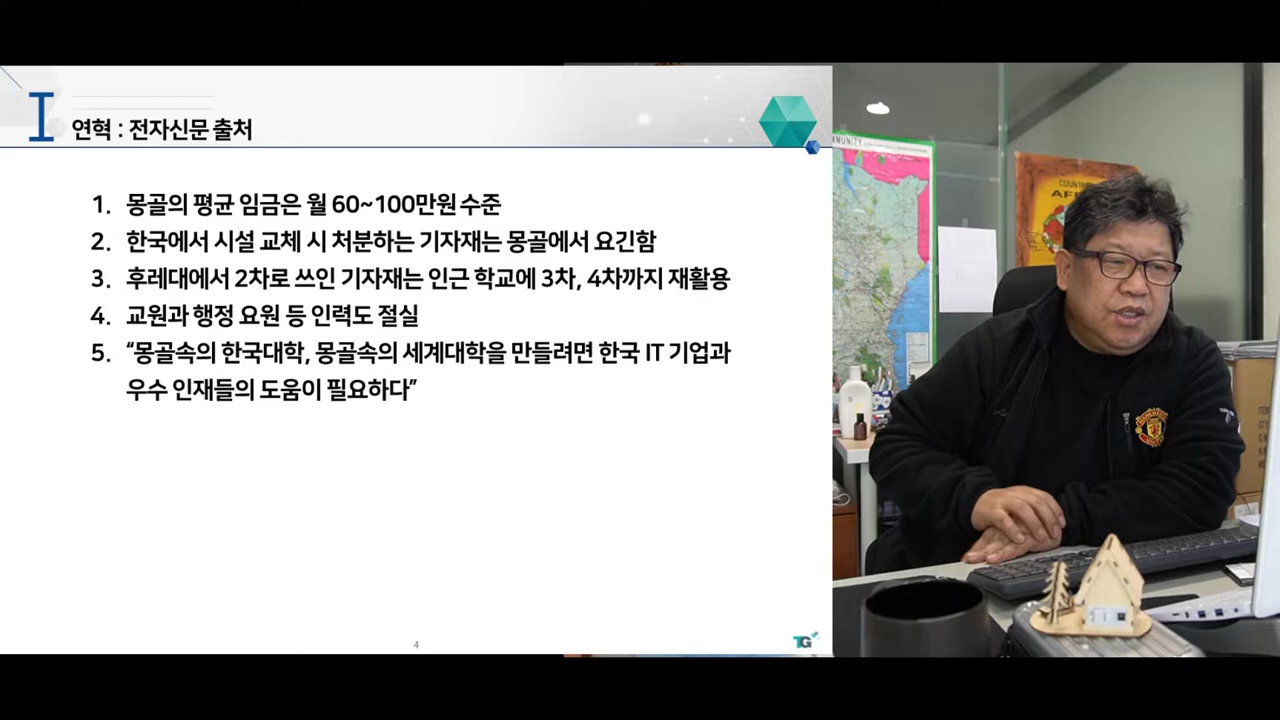 I
연혁 : 전자신문 출처
1. 몽골의 평균 임금은 월 60~100만원 수준
2. 한국에서 시설 교체 시 처분하는 기자재는 몽골에서 요긴함
3. 후레대에서 2차로 쓰인 기자재는 인근 학교에 3차, 4차까지 재활용
4. 교원과 행정 요원 등 인력도 절실
5. “몽골속의 한국대학, 몽골속의 세계대학을 만들려면 한국 IT 기업과
우수 인재들의 도움이 필요하다”
4
TG
MUNITY
COUNTRI
AF